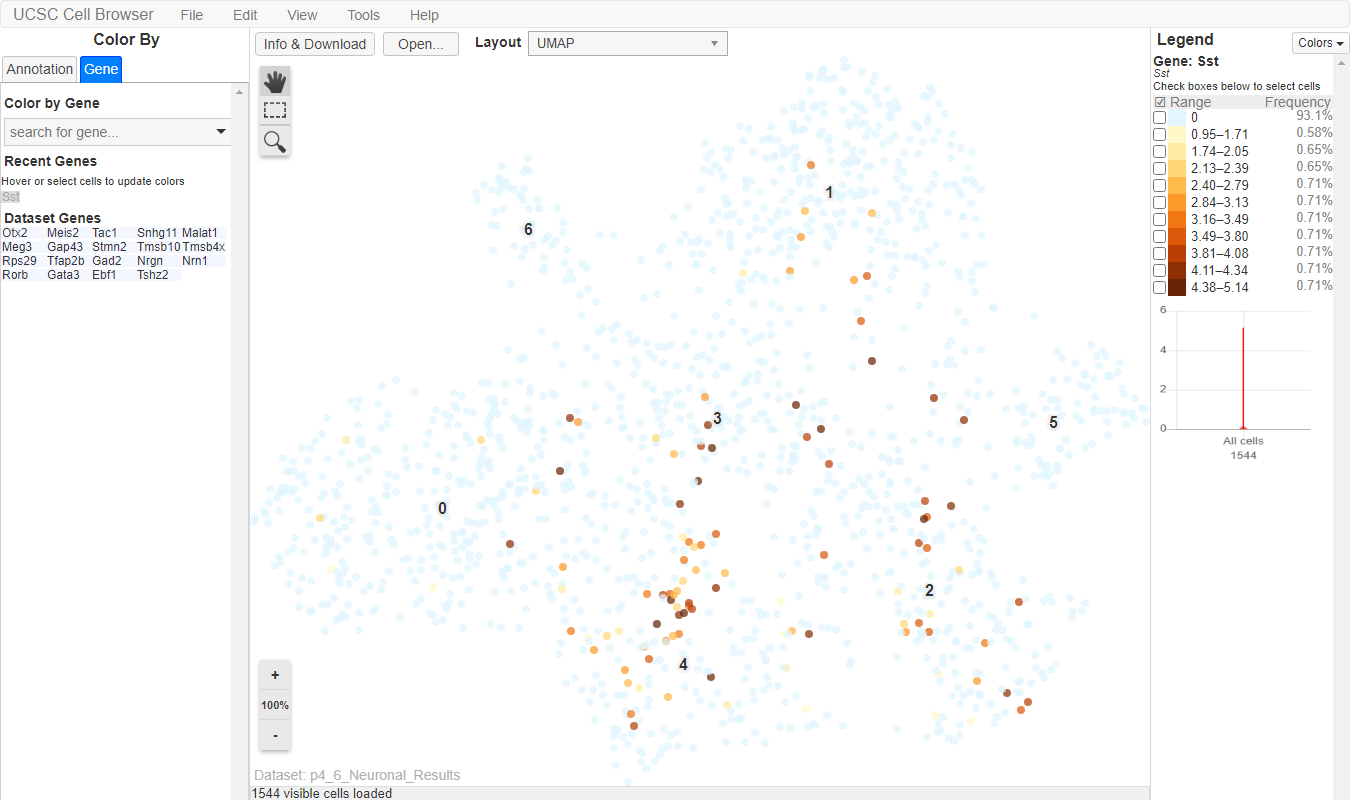 UCSC Cell Browser File Edit View Tools Help
Color By
Annotation Gene
Color by Gene
search for gene...
Recent Genes
Hover or select cells to update colors
Sst
Dataset Genes
Otx2 Meis2 Tac1 Snhg11 Malat1
Meg3 Gap43 Stmn2 Tmsb10 Tmsb4x
Rps29 Tfap2b Gad2 Nrgn Nrn1
Rorb Gata3 Ebf1 Tshz2
Info & Download Open... Layout UMAP
1
6
3
5
0
2
4
+
100%
-
Dataset: p4_6_Neuronal_Results
1544 visible cells loaded
Legend Colors
Gene: Sst
Sst
Check boxes below to select cells
Range Frequency
0 93.1%
0.95–1.71 0.58%
1.74–2.05 0.65%
2.13–2.39 0.65%
2.40–2.79 0.71%
2.84–3.13 0.71%
3.16–3.49 0.71%
3.49–3.80 0.71%
3.81–4.08 0.71%
4.11–4.34 0.71%
4.38–5.14 0.71%
6
4
2
0
All cells
1544